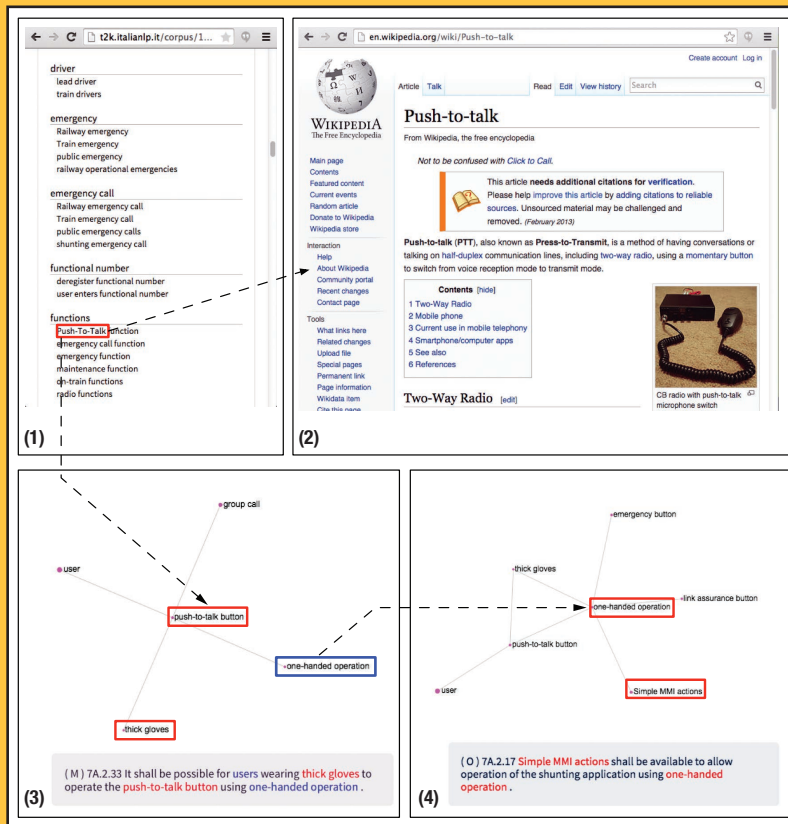 t2k.italianlp.it/corpus/1...
driver
lead driver
train drivers
emergency
Railway emergency
Train emergency
public emergency
railway operational emergencies
emergency call
Railway emergency call
Train emergency call
public emergency calls
shunting emergency call
functional number
deregister functional number
user enters functional number
functions
Push-To-Talk function
emergency call function
emergency function
maintenance function
on-train functions
radio functions
(1)
en.wikipedia.org/wiki/Push-to-talk
Create account Log in
WIKIPEDIA
The Free Encyclopedia
Article Talk Read Edit View history Search
Push-to-talk
From Wikipedia, the free encyclopedia
Not to be confused with Click to Call.
This article needs additional citations for verification.
Please help improve this article by adding citations to reliable
sources. Unsourced material may be challenged and
removed. (February 2013)
Main page
Contents
Featured content
Current events
Random article
Donate to Wikipedia
Wikipedia store
Interaction
Help
About Wikipedia
Community portal
Recent changes
Contact page
Tools
What links here
Related changes
Upload file
Special pages
Permanent link
Page information
Wikidata item
Cite this page
Push-to-talk (PTT), also known as Press-to-Transmit, is a method of having conversations or
talking on half-duplex communication lines, including two-way radio, using a momentary button
to switch from voice reception mode to transmit mode.
Contents [hide]
1 Two-Way Radio
2 Mobile phone
3 Current use in mobile telephony
4 Smartphone/computer apps
5 See also
6 References
CB radio with push-to-talk
microphone switch
Two-Way Radio [edit]
(2)
group call
user
push-to-talk button
one-handed operation
thick gloves
( M ) 7A.2.33 It shall be possible for users wearing thick gloves to
operate the push-to-talk button using one-handed operation .
(3)
emergency button
thick gloves
link assurance button
one-handed operation
push-to-talk button
user
Simple MMI actions
( O ) 7A.2.17 Simple MMI actions shall be available to allow
operation of the shunting application using one-handed
operation .
(4)